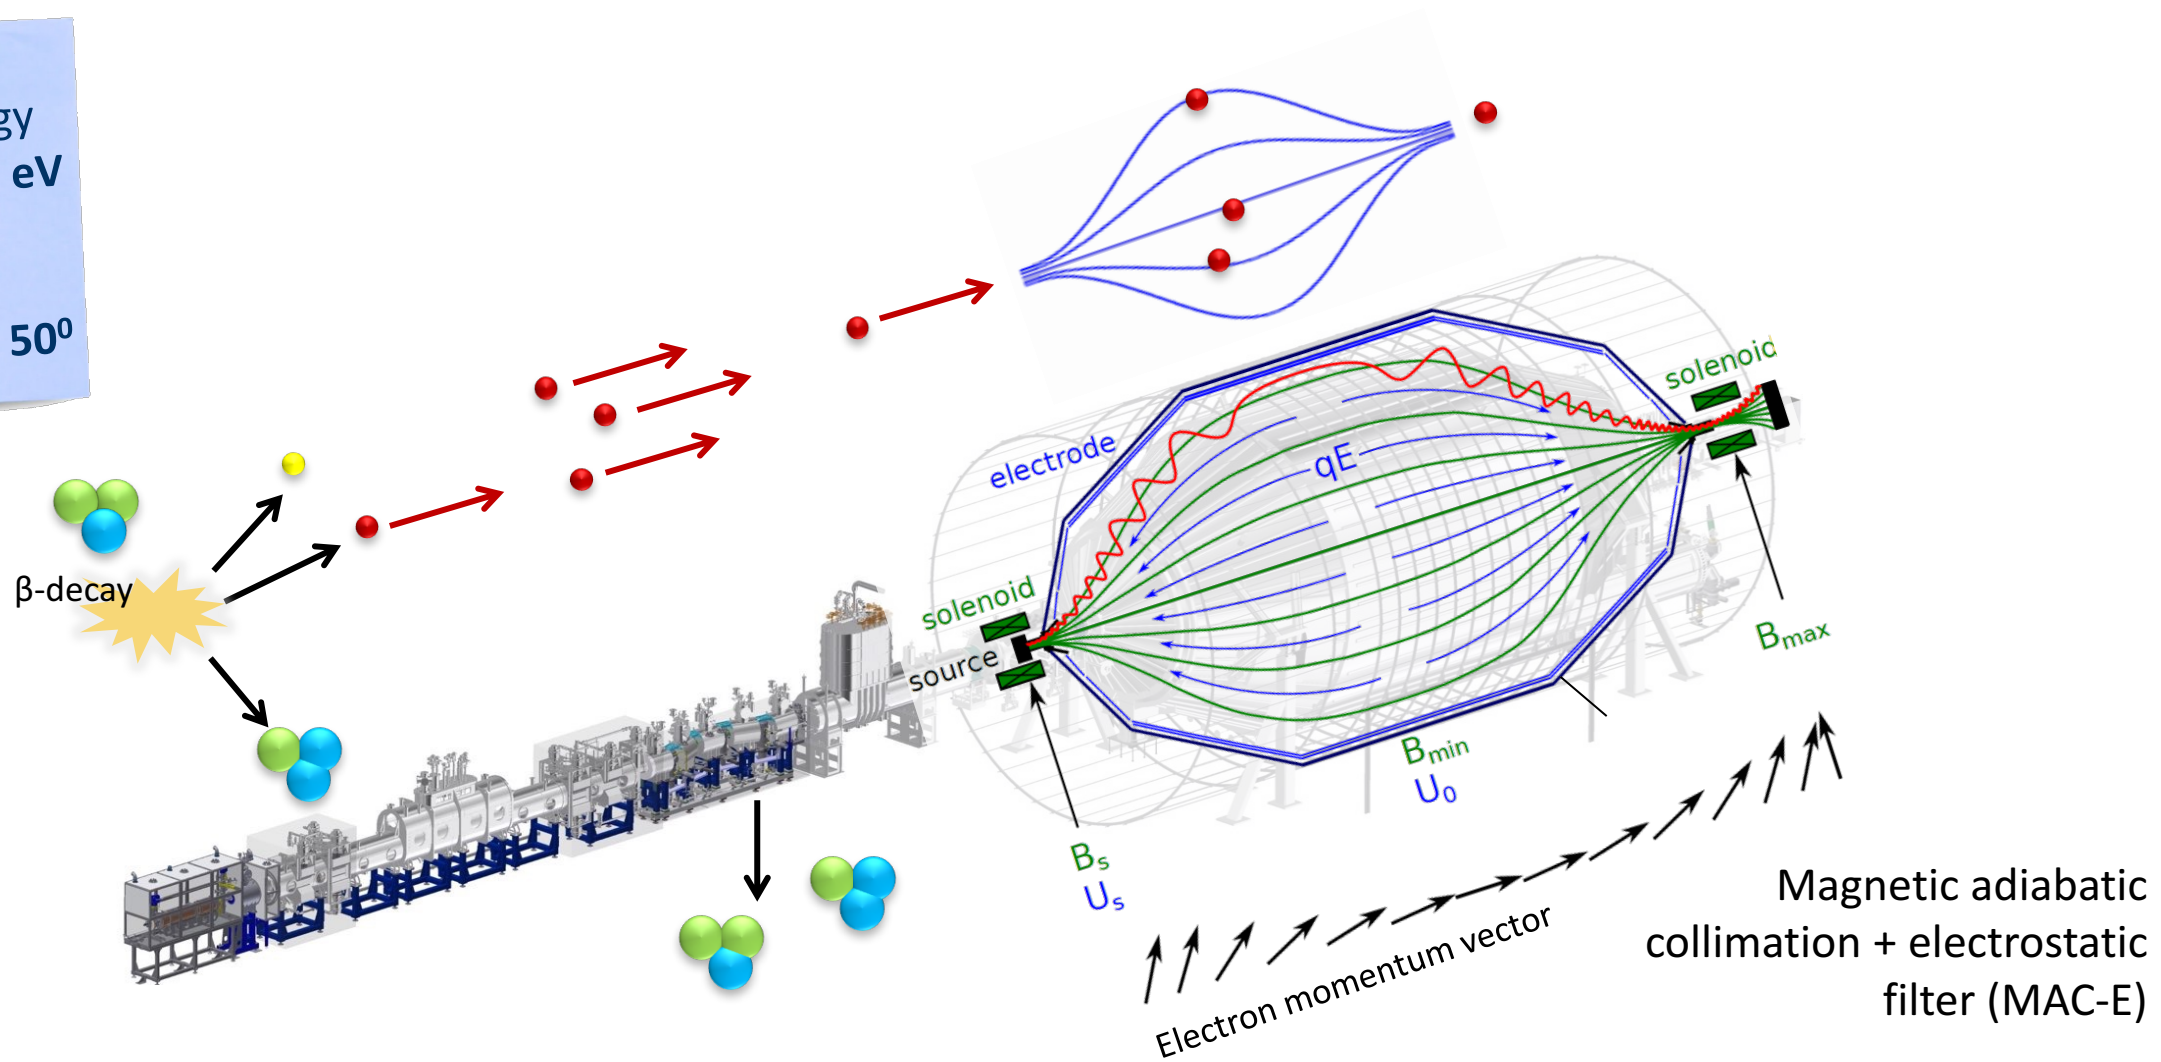 gy
eV
50⁰
β-decay
electrode
qE
solenoid
solenoid
source
Bmax
Bmin
U₀
Bs
Us
Electron momentum vector
Magnetic adiabatic
collimation + electrostatic
filter (MAC-E)